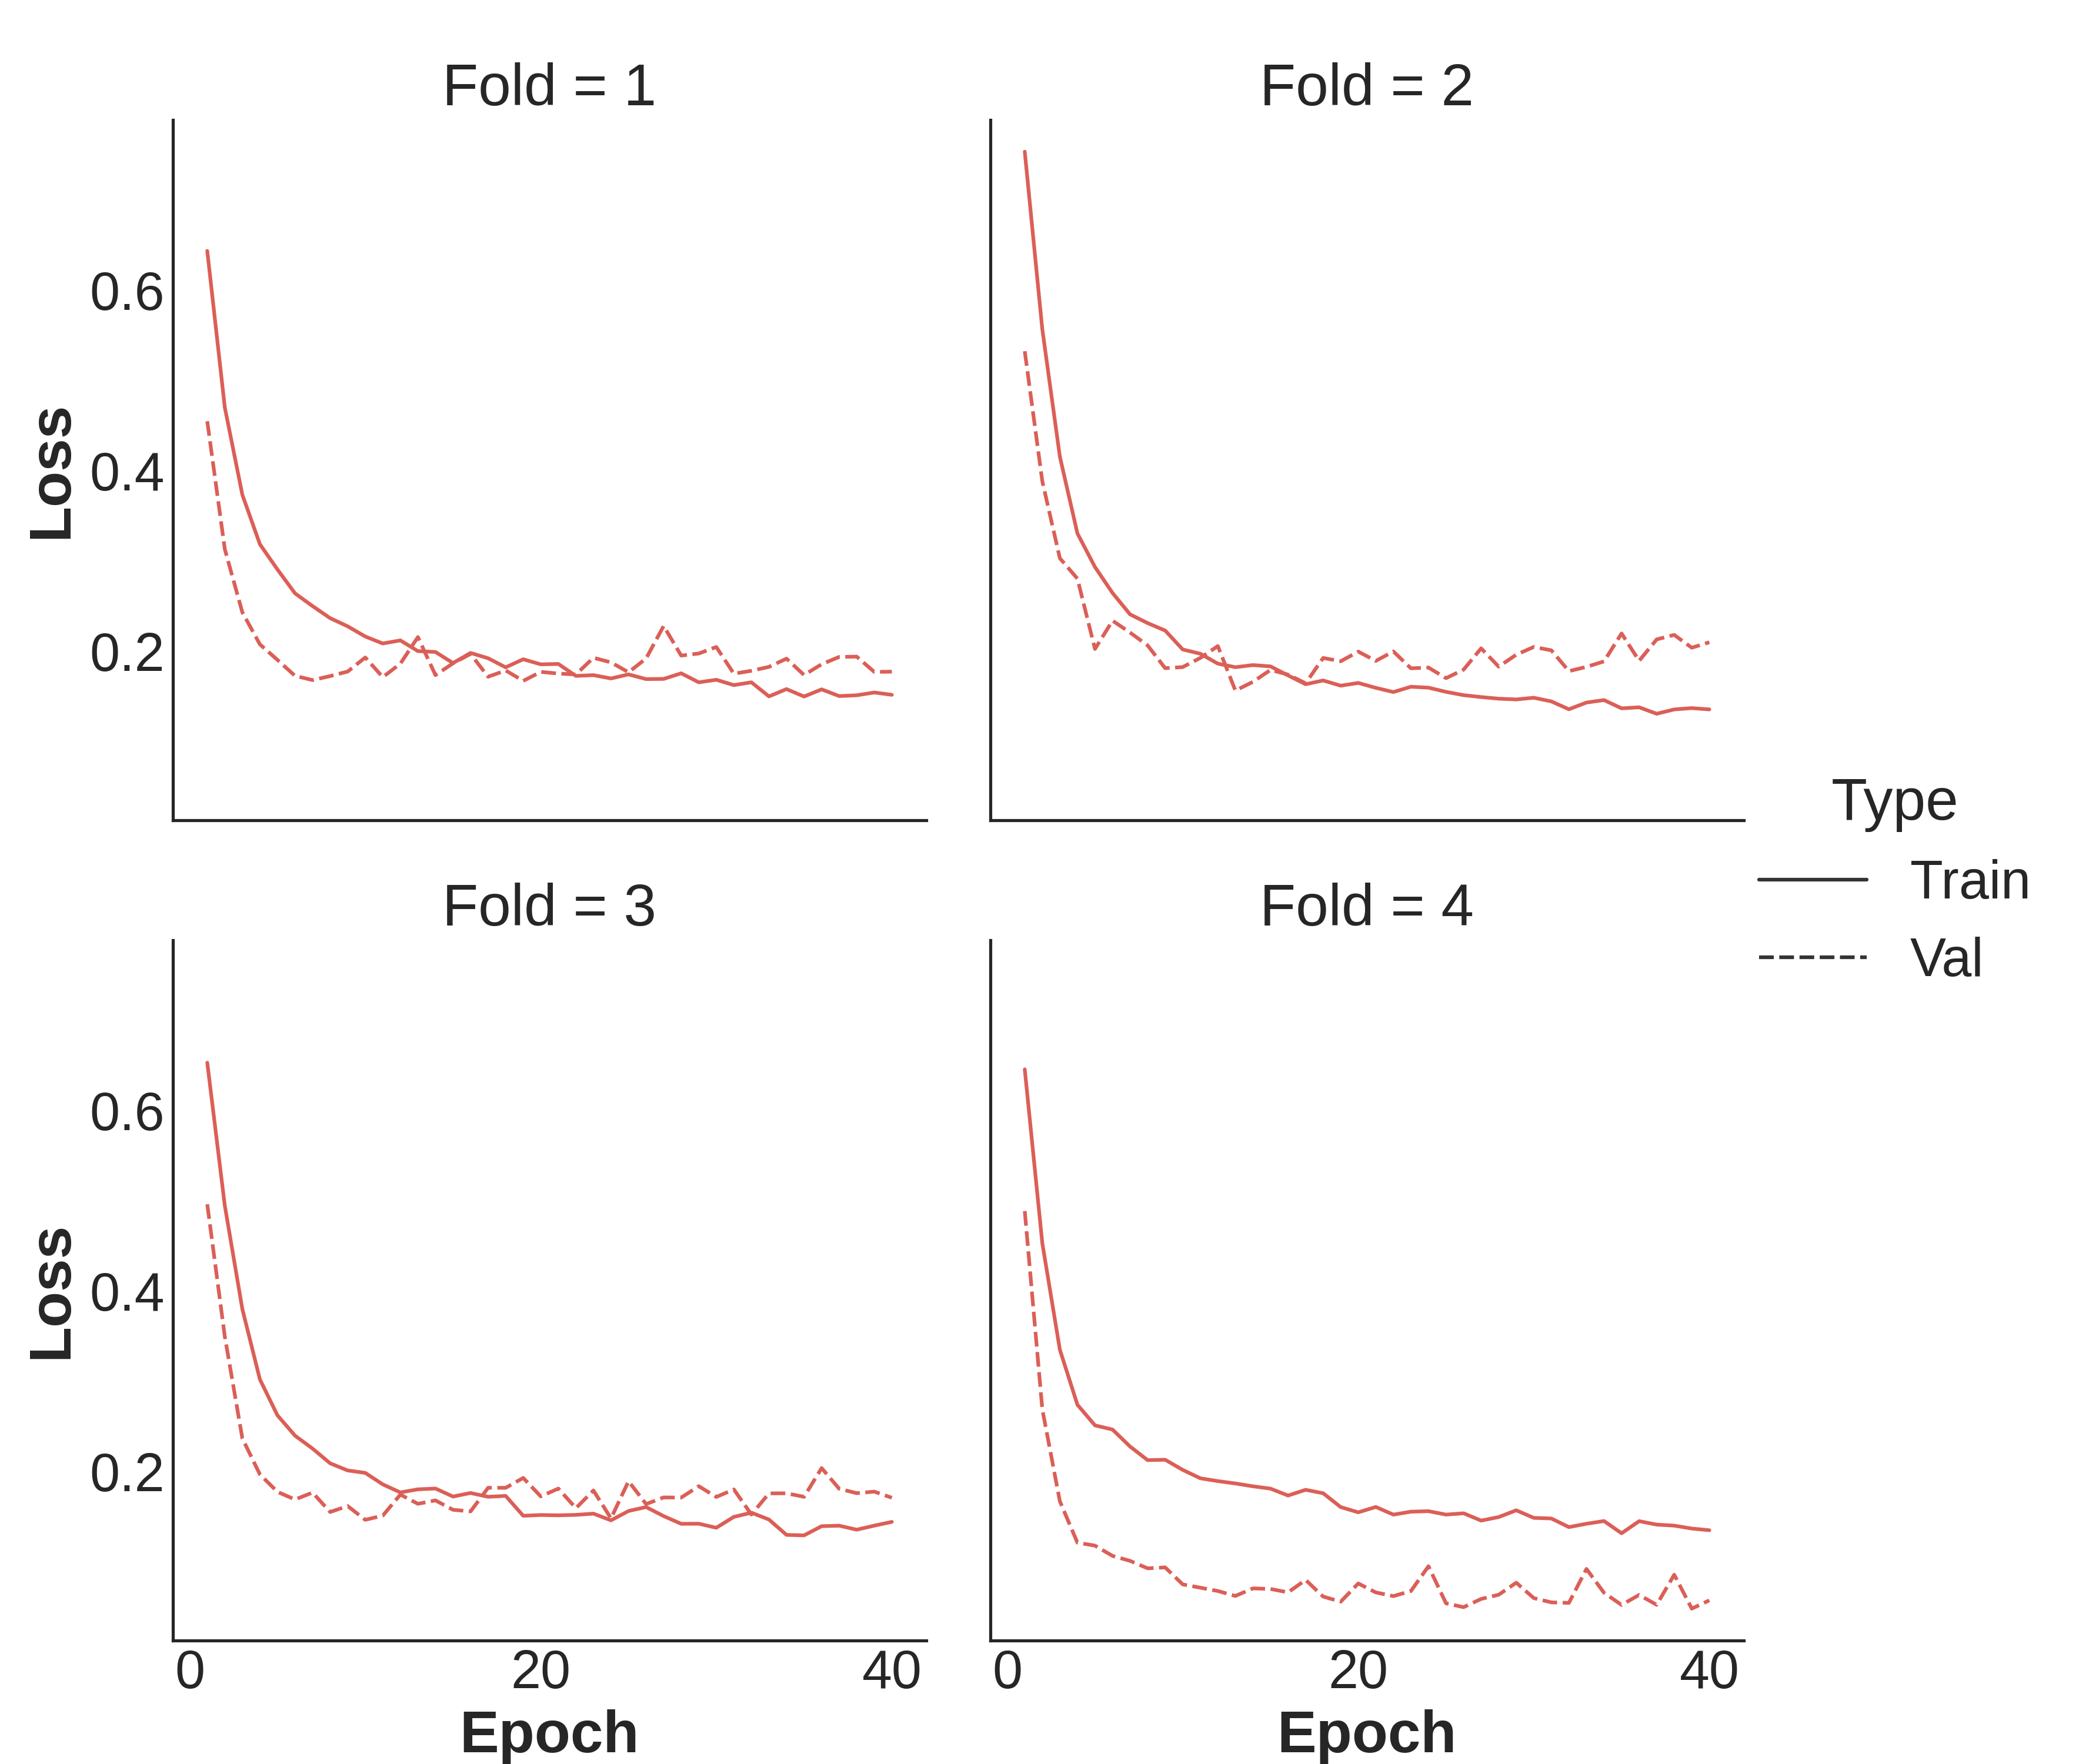 Fold = 1
Fold = 2
0.6
0.4
0.2
Loss
Type
Train
Val
Fold = 3
Fold = 4
0.6
0.4
0.2
Loss
0 20 40
0 20 40
Epoch
Epoch